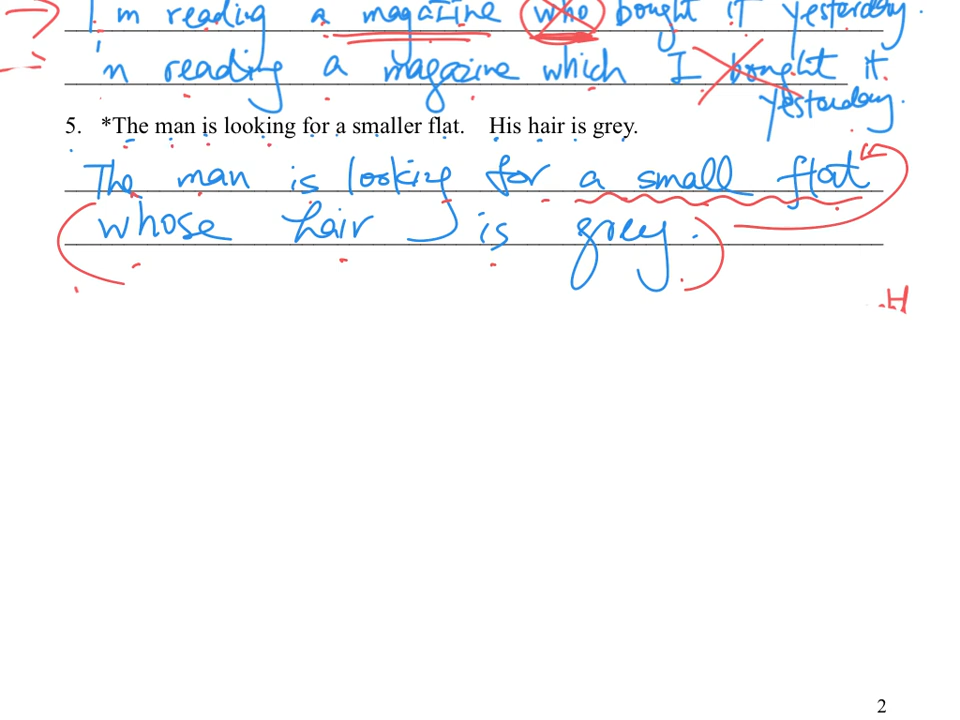 I'm reading a magazine who bought it yesterday.
I'm reading a magazine which I bought it.
yesterday.
5. *The man is looking for a smaller flat. His hair is grey.
The man is looking for a small flat
whose hair is grey.
H
2